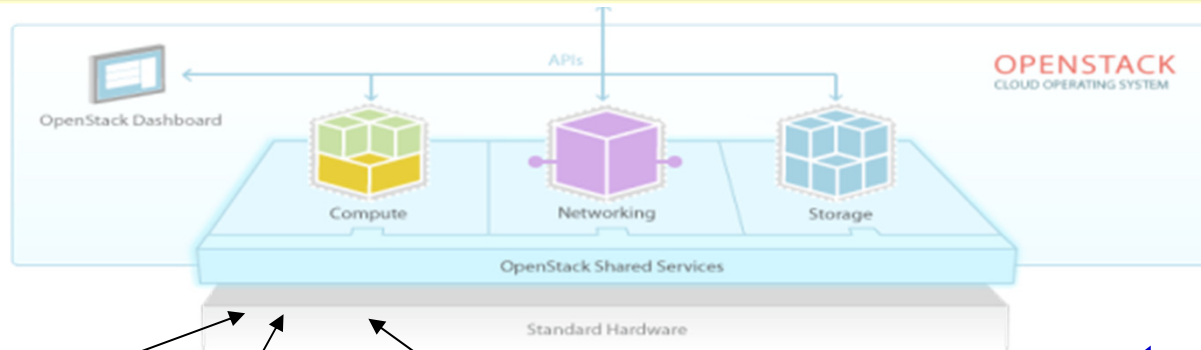 APIs
OPENSTACK
CLOUD OPERATING SYSTEM
OpenStack Dashboard
Compute
Networking
Storage
OpenStack Shared Services
Standard Hardware